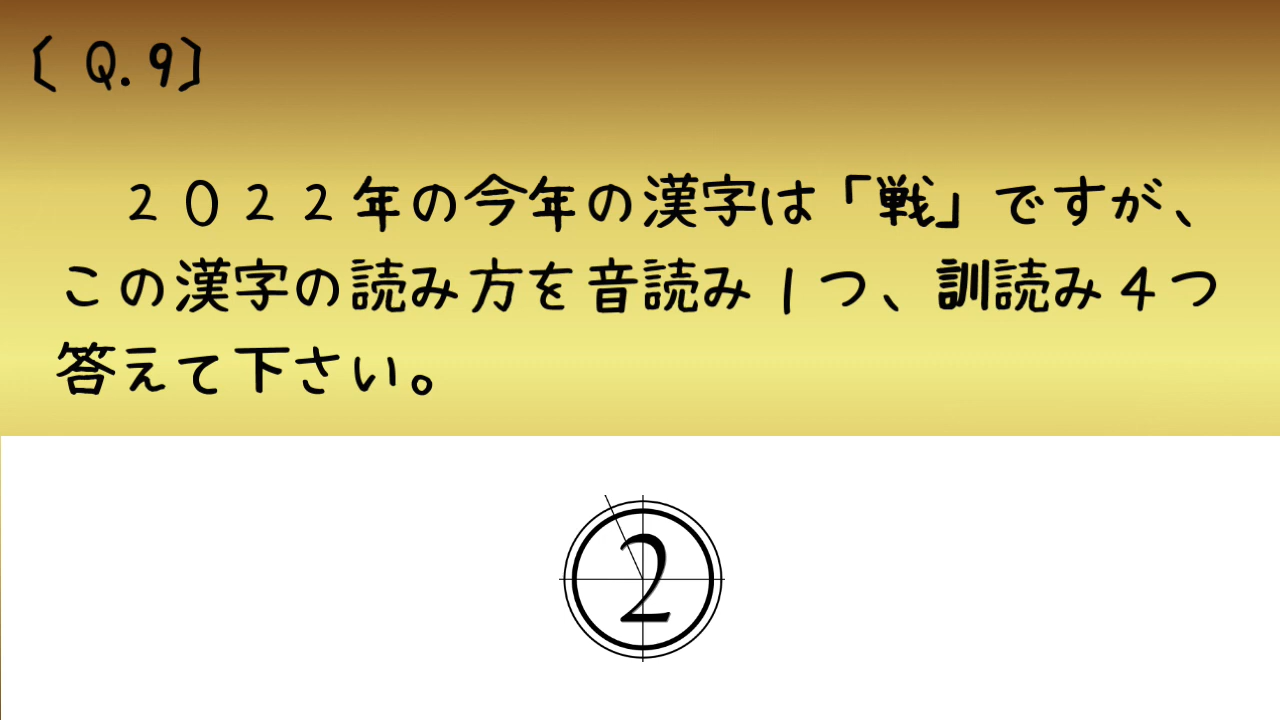 〔 Q.9〕
２０２２年の今年の漢字は「戦」ですが、
この漢字の読み方を音読み１つ、訓読み４つ
答えて下さい。
2